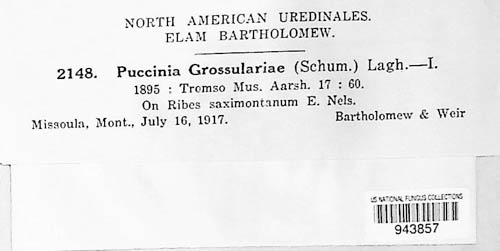 NORTH AMERICAN UREDINALES.
ELAM BARTHOLOMEW.
2148. Puccinia Grossulariae (Schum.) Lagh.—I.
1895 : Tromso Mus. Aarsh. 17 : 60.
On Ribes saximontanum E. Nels.
Missoula, Mont., July 16, 1917. Bartholomew & Weir
US NATIONAL FUNGUS COLLECTIONS
943857